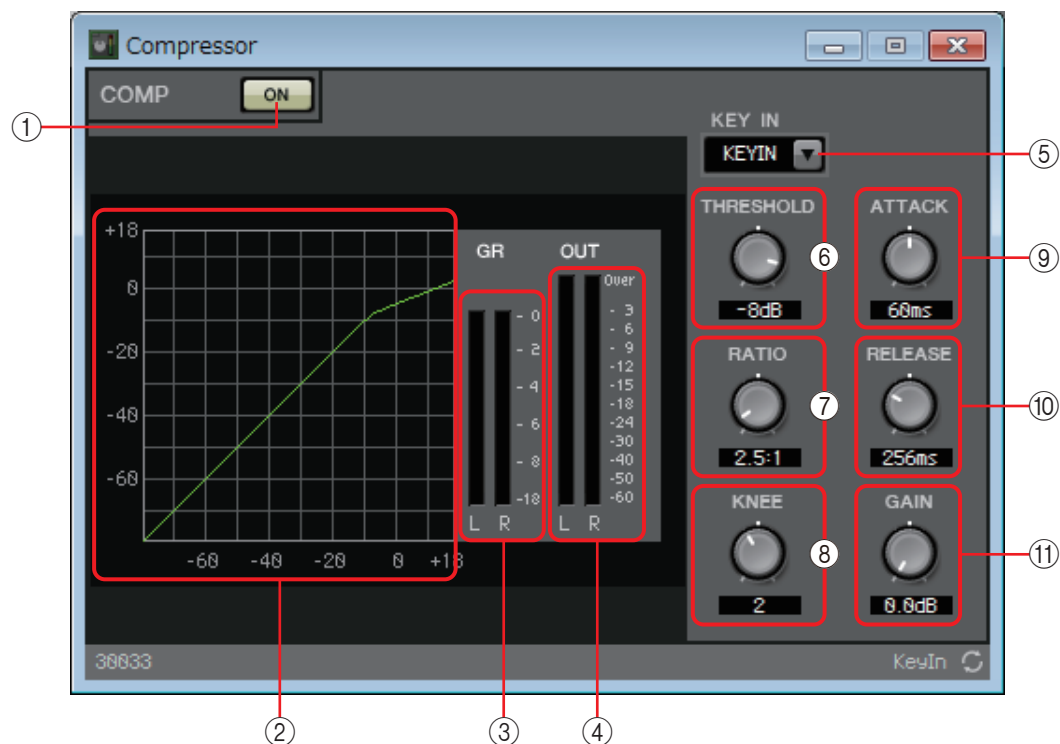 Compressor
COMP ON
①
KEY IN
KEYIN
⑤
THRESHOLD ATTACK
⑥ ⑨
-8dB 60ms
RATIO RELEASE
⑦ ⑩
2.5:1 256ms
KNEE GAIN
⑧ ⑪
2 0.0dB
+18
0
-20
-40
-60
-60 -40 -20 0 +18
GR OUT
0
- 2
- 4
- 6
- 8
-18
L R
Over
- 3
- 6
- 9
-12
-15
-18
-24
-30
-40
-50
-60
L R
30033 KeyIn
② ③ ④